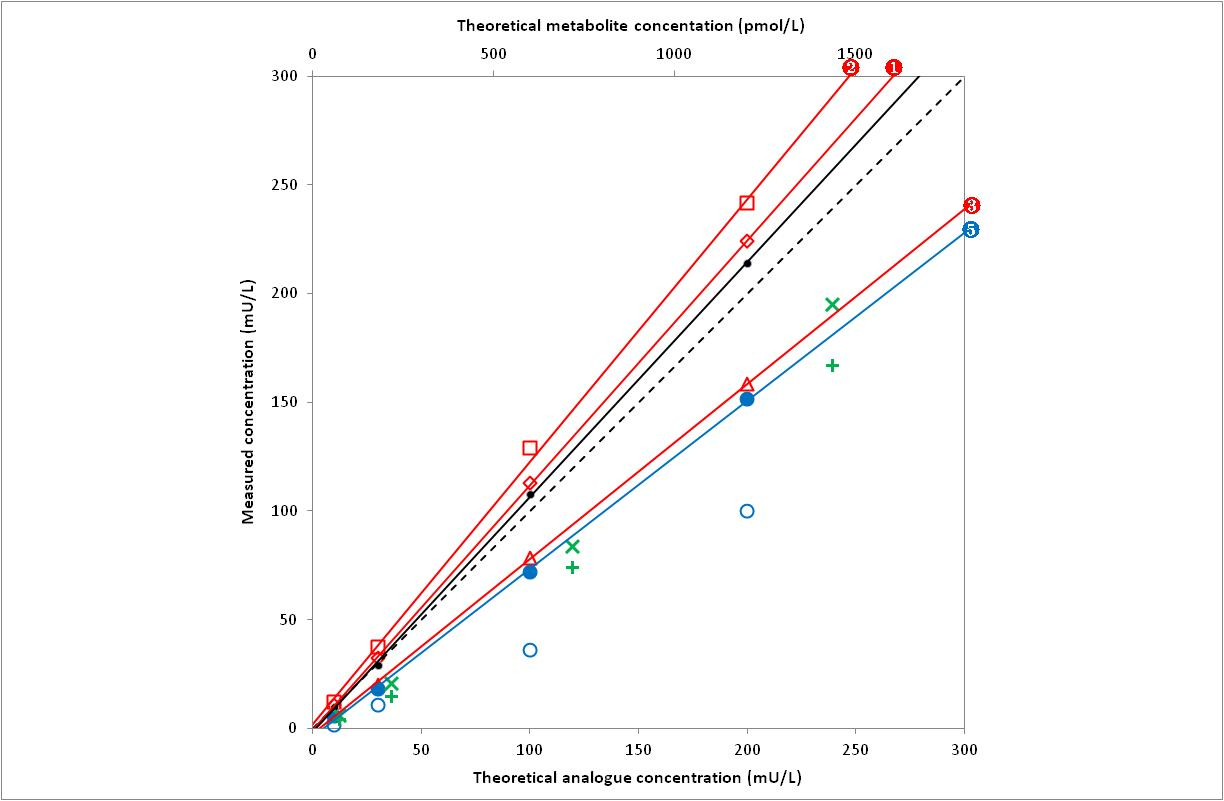 Theoretical metabolite concentation (pmol/L)
0 500 1000 1500
2 1
300
250
3
5
200
Measured concentration (mU/L)
150
100
50
0
0 50 100 150 200 250 300
Theoretical analogue concentration (mU/L)